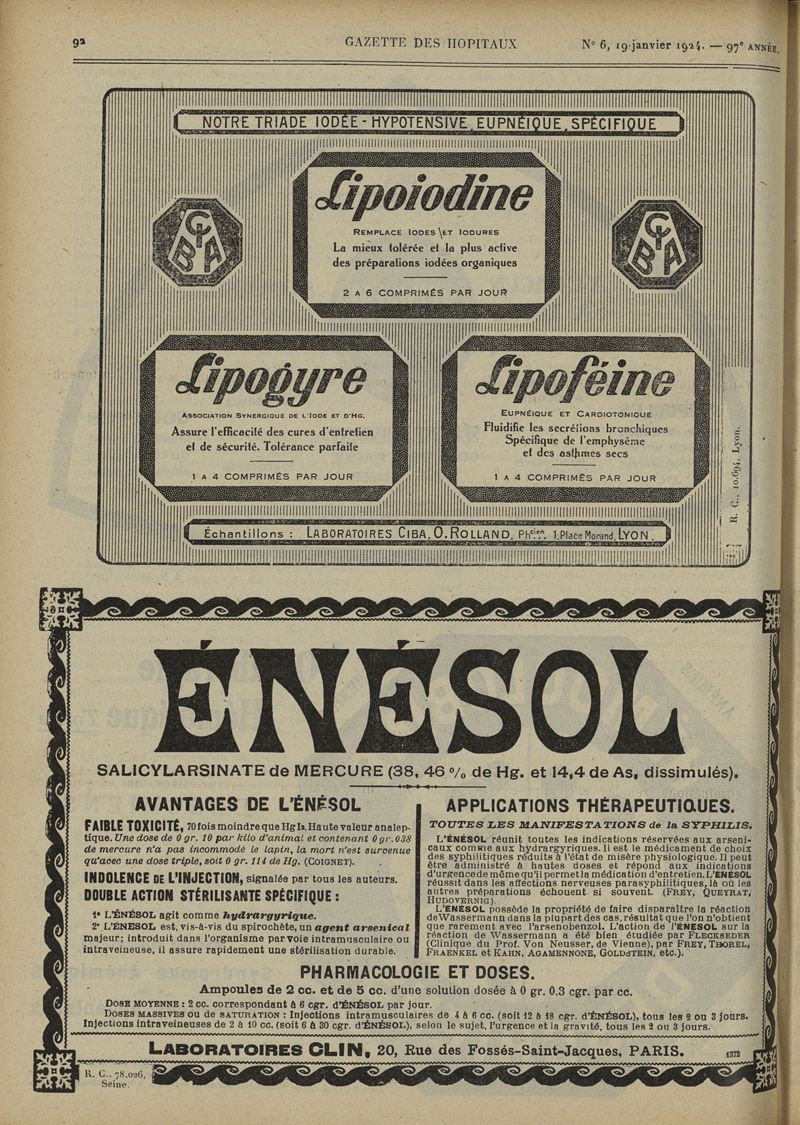 92
GAZETTE DES HOPITAUX
N° 6, 19 janvier 1924. — 97e ANNÉE.
NOTRE TRIADE IODÉE - HYPOTENSIVE, EUPNÉIQUE, SPÉCIFIQUE
CIBA
Lipoiodine
REMPLACE IODES ET IODURES
La mieux tolérée et la plus active
des préparations iodées organiques
2 A 6 COMPRIMÉS PAR JOUR
CIBA
Lipogyre
ASSOCIATION SYNERGIQUE DE L'IODE ET D'HG.
Assure l'efficacité des cures d'entretien
et de sécurité. Tolérance parfaite
1 A 4 COMPRIMÉS PAR JOUR
Lipoféine
EUPNÉIQUE ET CARDIOTONIQUE
Fluidifie les secrétions bronchiques
Spécifique de l'emphysème
et des asthmes secs
1 A 4 COMPRIMÉS PAR JOUR
R. C., 10.694, Lyon.
Échantillons : LABORATOIRES CIBA, O. ROLLAND, Phcien, 1, Place Morand, LYON.
ÉNÉSOL
SALICYLARSINATE de MERCURE (38, 46 % de Hg. et 14,4 de As, dissimulés).
AVANTAGES DE L'ÉNÉSOL
FAIBLE TOXICITÉ, 70 fois moindre que Hg I2. Haute valeur analep-
tique. Une dose de 0 gr. 10 par kilo d'animal et contenant 0 gr. 038
de mercure n'a pas incommodé le lapin, la mort n'est survenue
qu'avec une dose triple, soit 0 gr. 114 de Hg. (COIGNET).
INDOLENCE DE L'INJECTION, signalée par tous les auteurs.
DOUBLE ACTION STÉRILISANTE SPÉCIFIQUE :
1° L'ÉNÉSOL agit comme hydrargyrique.
2° L'ENESOL est, vis-à-vis du spirochète, un agent arsenical
majeur; introduit dans l'organisme par voie intramusculaire ou
intraveineuse, il assure rapidement une stérilisation durable.
APPLICATIONS THÉRAPEUTIQUES.
TOUTES LES MANIFESTATIONS de la SYPHILIS.
L'ÉNÉSOL réunit toutes les indications réservées aux arseni-
caux comme aux hydrargyriques. Il est le médicament de choix
des syphilitiques réduits à l'état de misère physiologique. Il peut
être administré à hautes doses et répond aux indications
d'urgence de même qu'il permet la médication d'entretien. L'ÉNÉSOL
réussit dans les affections nerveuses parasyphilitiques, là où les
autres préparations échouent si souvent. (FREY, QUEYRAT,
HUDOVERNIG).
L'ENESOL possède la propriété de faire disparaître la réaction
de Wassermann dans la plupart des cas, résultat que l'on n'obtient
que rarement avec l'arsenobenzol. L'action de l'ÉNÉSOL sur la
réaction de Wassermann a été bien étudiée par FLECKSEDER
(Clinique du Prof. Von Neusser, de Vienne), par FREY, THOREL,
FRAENKEL et KAHN, AGAMENNONE, GOLDSTEIN, etc.).
PHARMACOLOGIE ET DOSES.
Ampoules de 2 cc. et de 5 cc. d'une solution dosée à 0 gr. 0.3 cgr. par cc.
DOSE MOYENNE : 2 cc. correspondant à 6 cgr. d'ÉNÉSOL par jour.
DOSES MASSIVES ou de SATURATION : Injections intramusculaires de 4 à 6 cc. (soit 12 à 18 cgr. d'ÉNÉSOL), tous les 2 ou 3 jours.
Injections intraveineuses de 2 à 10 cc. (soit 6 à 30 cgr. d'ÉNÉSOL), selon le sujet, l'urgence et la gravité, tous les 2 ou 3 jours.
LABORATOIRES CLIN, 20, Rue des Fossés-Saint-Jacques, PARIS.
1372
R. C., 78.026,
Seine.